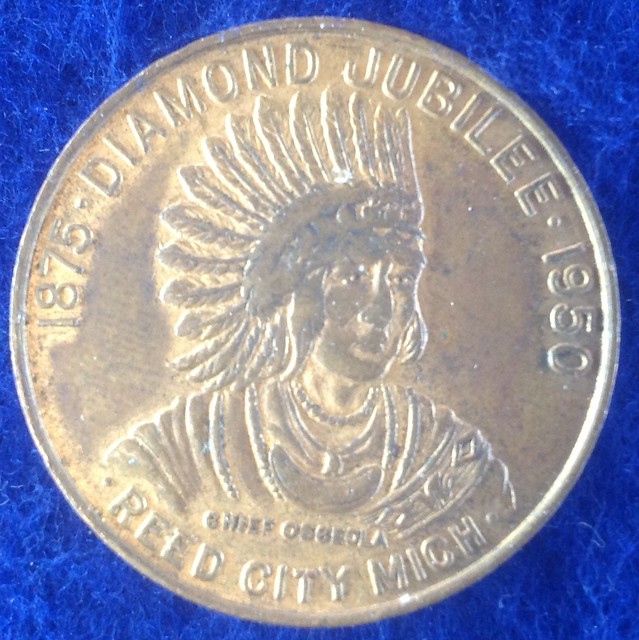 1875 · DIAMOND JUBILEE · 1950
CHIEF OSSEOLA
· REED CITY MICH ·